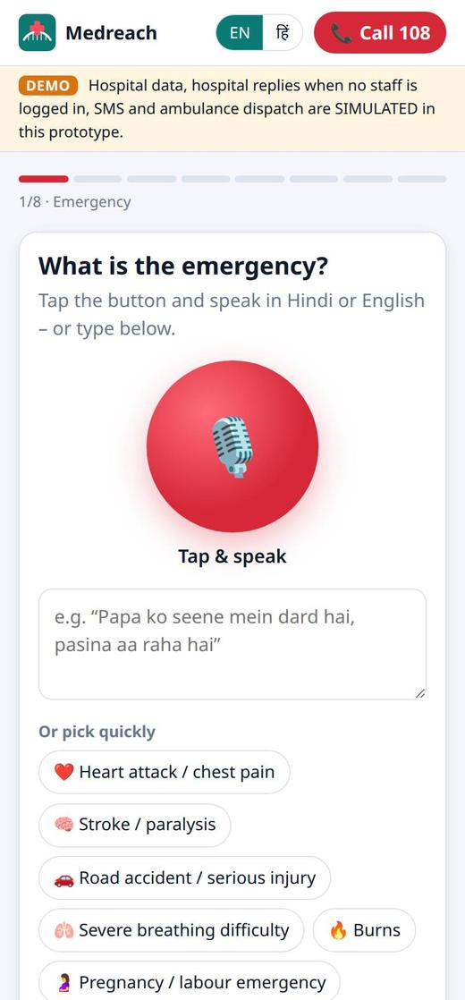 Medreach
EN
हिं
📞 Call 108
DEMO Hospital data, hospital replies when no staff is
logged in, SMS and ambulance dispatch are SIMULATED in
this prototype.
1/8 · Emergency
What is the emergency?
Tap the button and speak in Hindi or English
– or type below.
Tap & speak
e.g. “Papa ko seene mein dard hai,
pasina aa raha hai”
Or pick quickly
❤️ Heart attack / chest pain
🧠 Stroke / paralysis
🚗 Road accident / serious injury
🫁 Severe breathing difficulty
🔥 Burns
🤰 Pregnancy / labour emergency